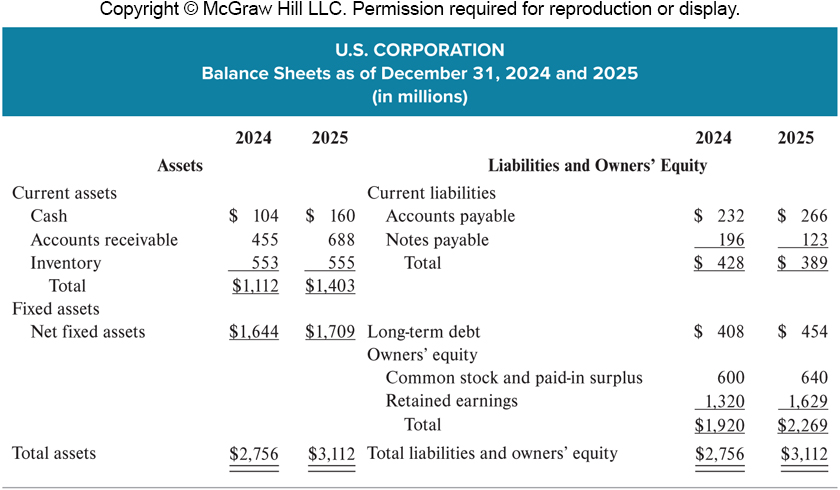 Copyright © McGraw Hill LLC. Permission required for reproduction or display.
U.S. CORPORATION
Balance Sheets as of December 31, 2024 and 2025
(in millions)
2024 2025 2024 2025
Assets Liabilities and Owners’ Equity
Current assets Current liabilities
Cash $ 104 $ 160 Accounts payable $ 232 $ 266
Accounts receivable 455 688 Notes payable 196 123
Inventory 553 555 Total $ 428 $ 389
Total $1,112 $1,403
Fixed assets
Net fixed assets $1,644 $1,709 Long-term debt $ 408 $ 454
Owners’ equity
Common stock and paid-in surplus 600 640
Retained earnings 1,320 1,629
Total $1,920 $2,269
Total assets $2,756 $3,112 Total liabilities and owners’ equity $2,756 $3,112